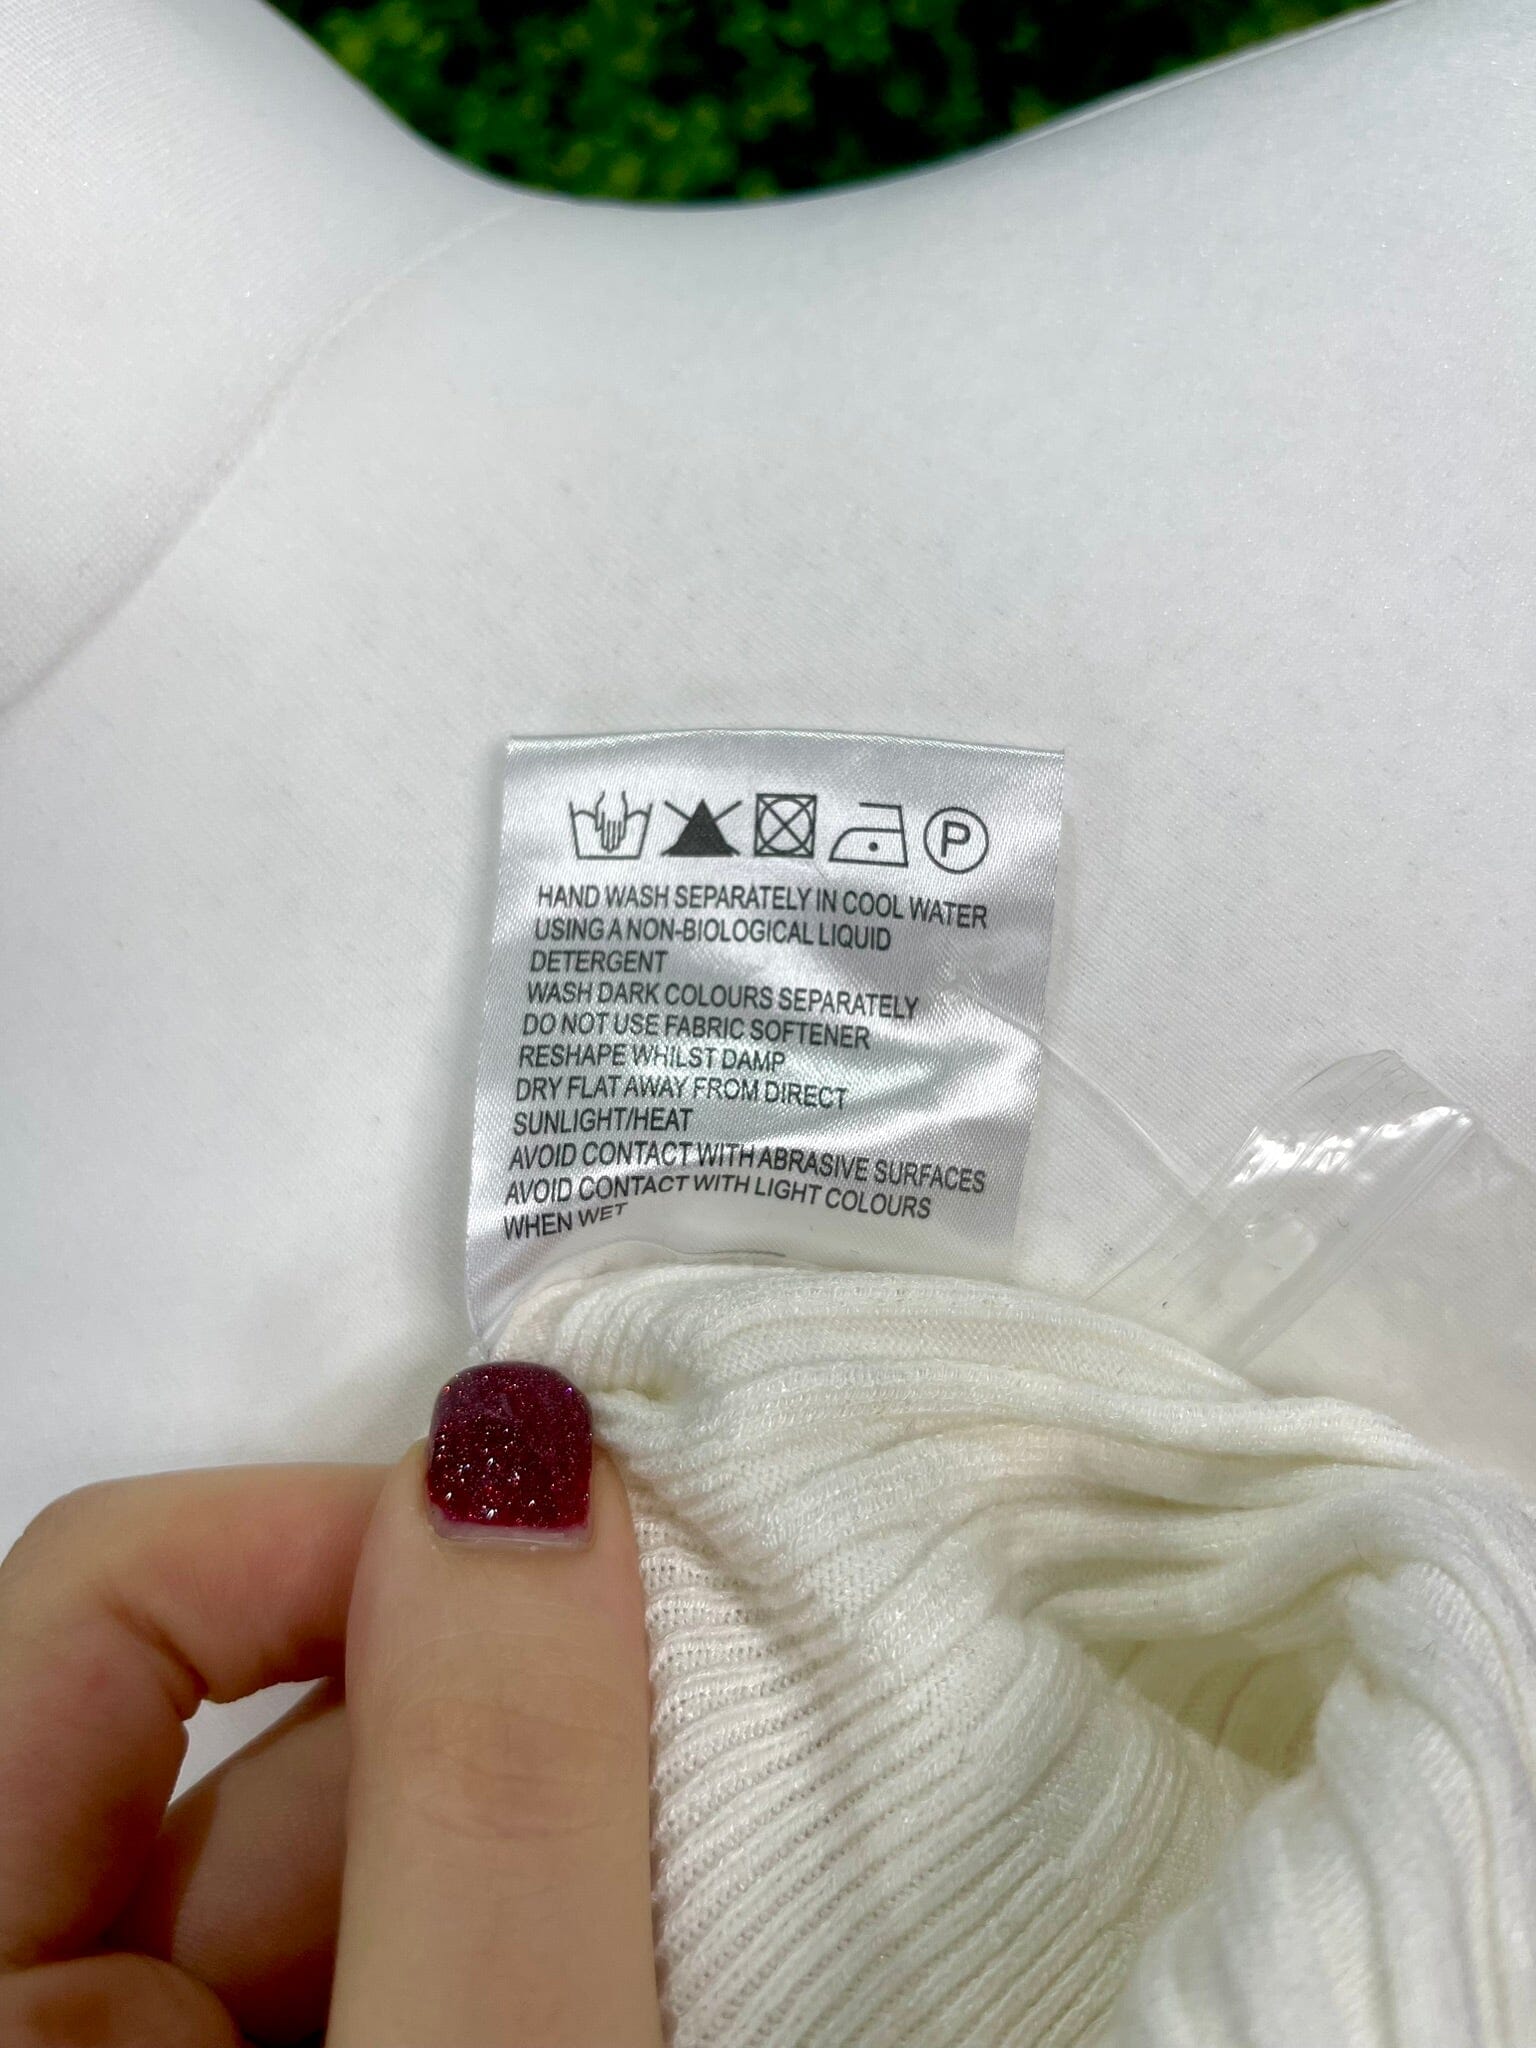 P
HAND WASH SEPARATELY IN COOL WATER
USING A NON-BIOLOGICAL LIQUID
DETERGENT
WASH DARK COLOURS SEPARATELY
DO NOT USE FABRIC SOFTENER
RESHAPE WHILST DAMP
DRY FLAT AWAY FROM DIRECT
SUNLIGHT/HEAT
AVOID CONTACT WITH ABRASIVE SURFACES
AVOID CONTACT WITH LIGHT COLOURS
WHEN WET